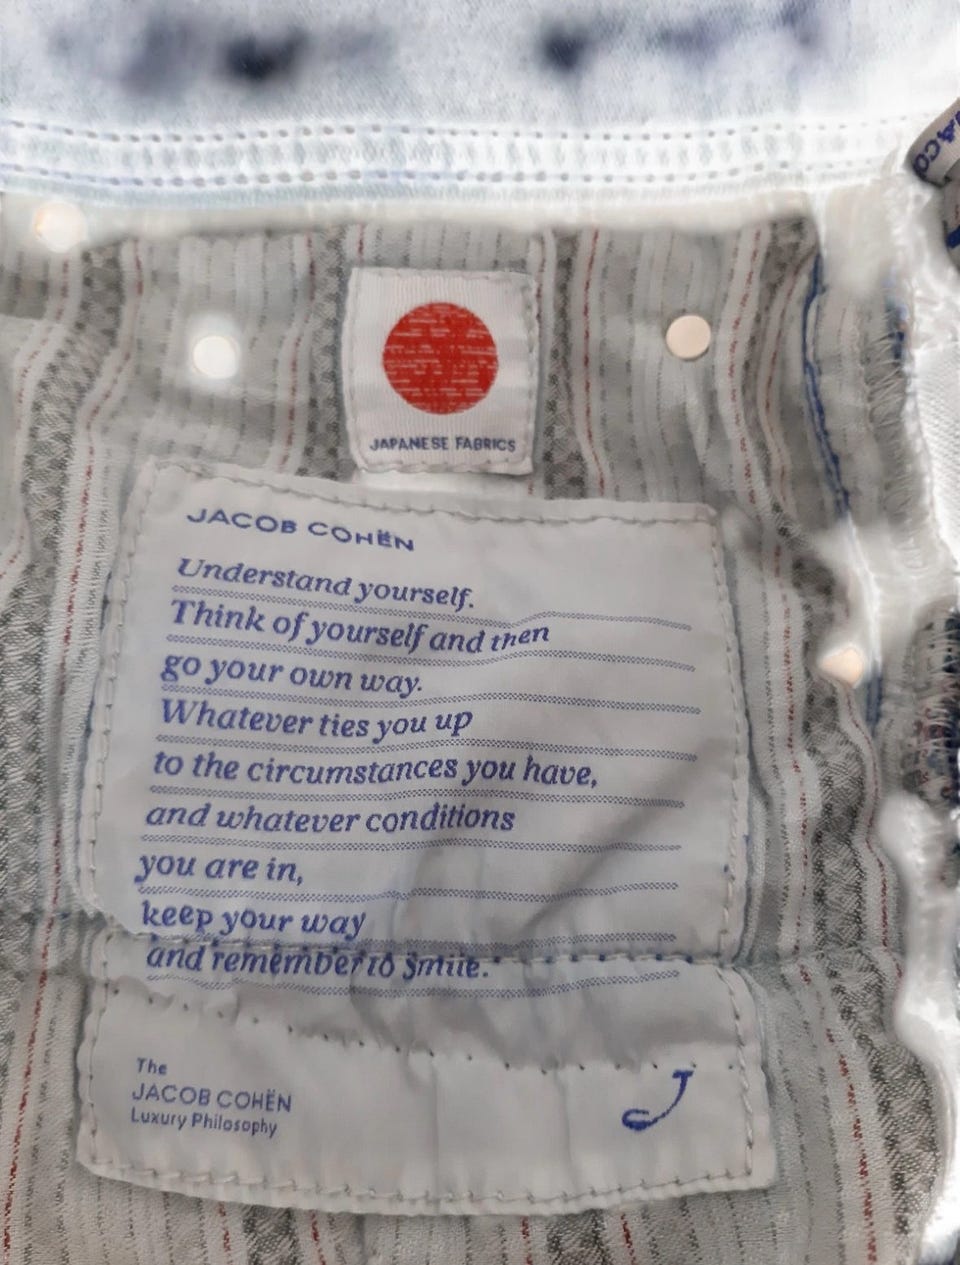 JACO
JAPANESE FABRICS
JACOB COHËN
Understand yourself.
Think of yourself and then
go your own way.
Whatever ties you up
to the circumstances you have,
and whatever conditions
you are in,
keep your way
and remember to smile.
The
JACOB COHËN
Luxury Philosophy
J